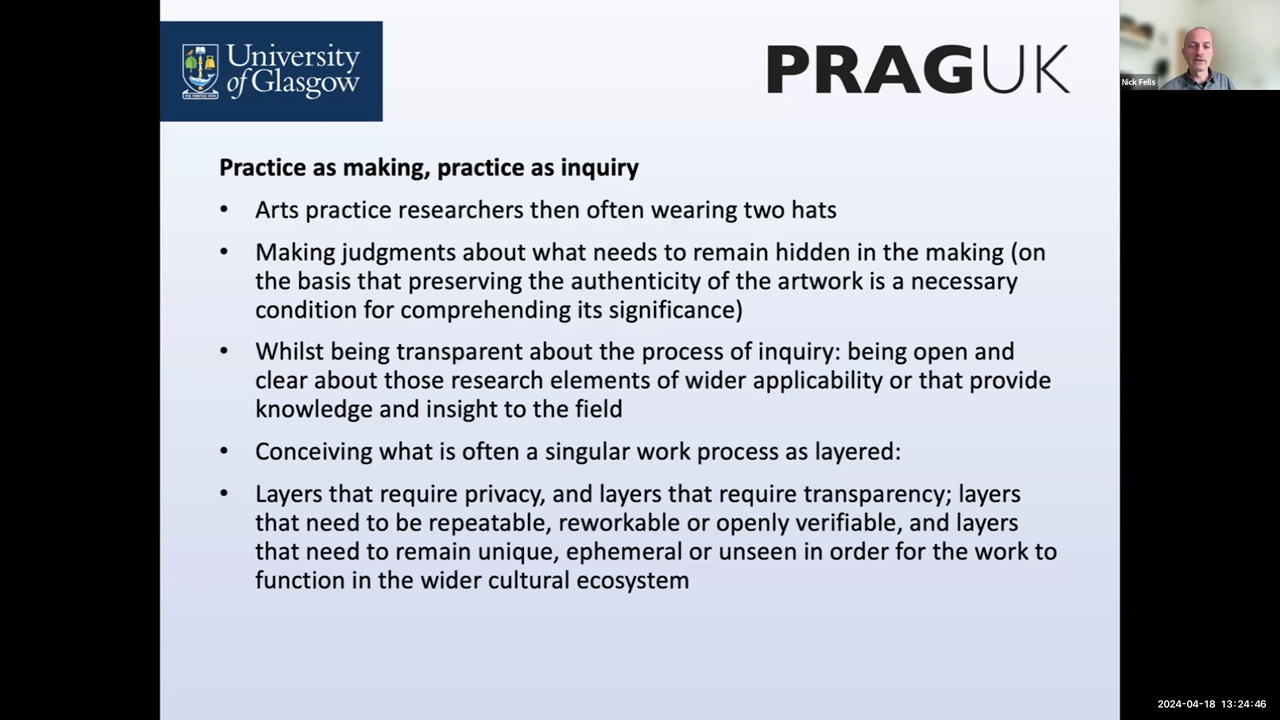 University
of Glasgow
PRAGUK
Nick Fells
Practice as making, practice as inquiry
• Arts practice researchers then often wearing two hats
• Making judgments about what needs to remain hidden in the making (on
the basis that preserving the authenticity of the artwork is a necessary
condition for comprehending its significance)
• Whilst being transparent about the process of inquiry: being open and
clear about those research elements of wider applicability or that provide
knowledge and insight to the field
• Conceiving what is often a singular work process as layered:
• Layers that require privacy, and layers that require transparency; layers
that need to be repeatable, reworkable or openly verifiable, and layers
that need to remain unique, ephemeral or unseen in order for the work to
function in the wider cultural ecosystem
2024-04-18 13:24:46